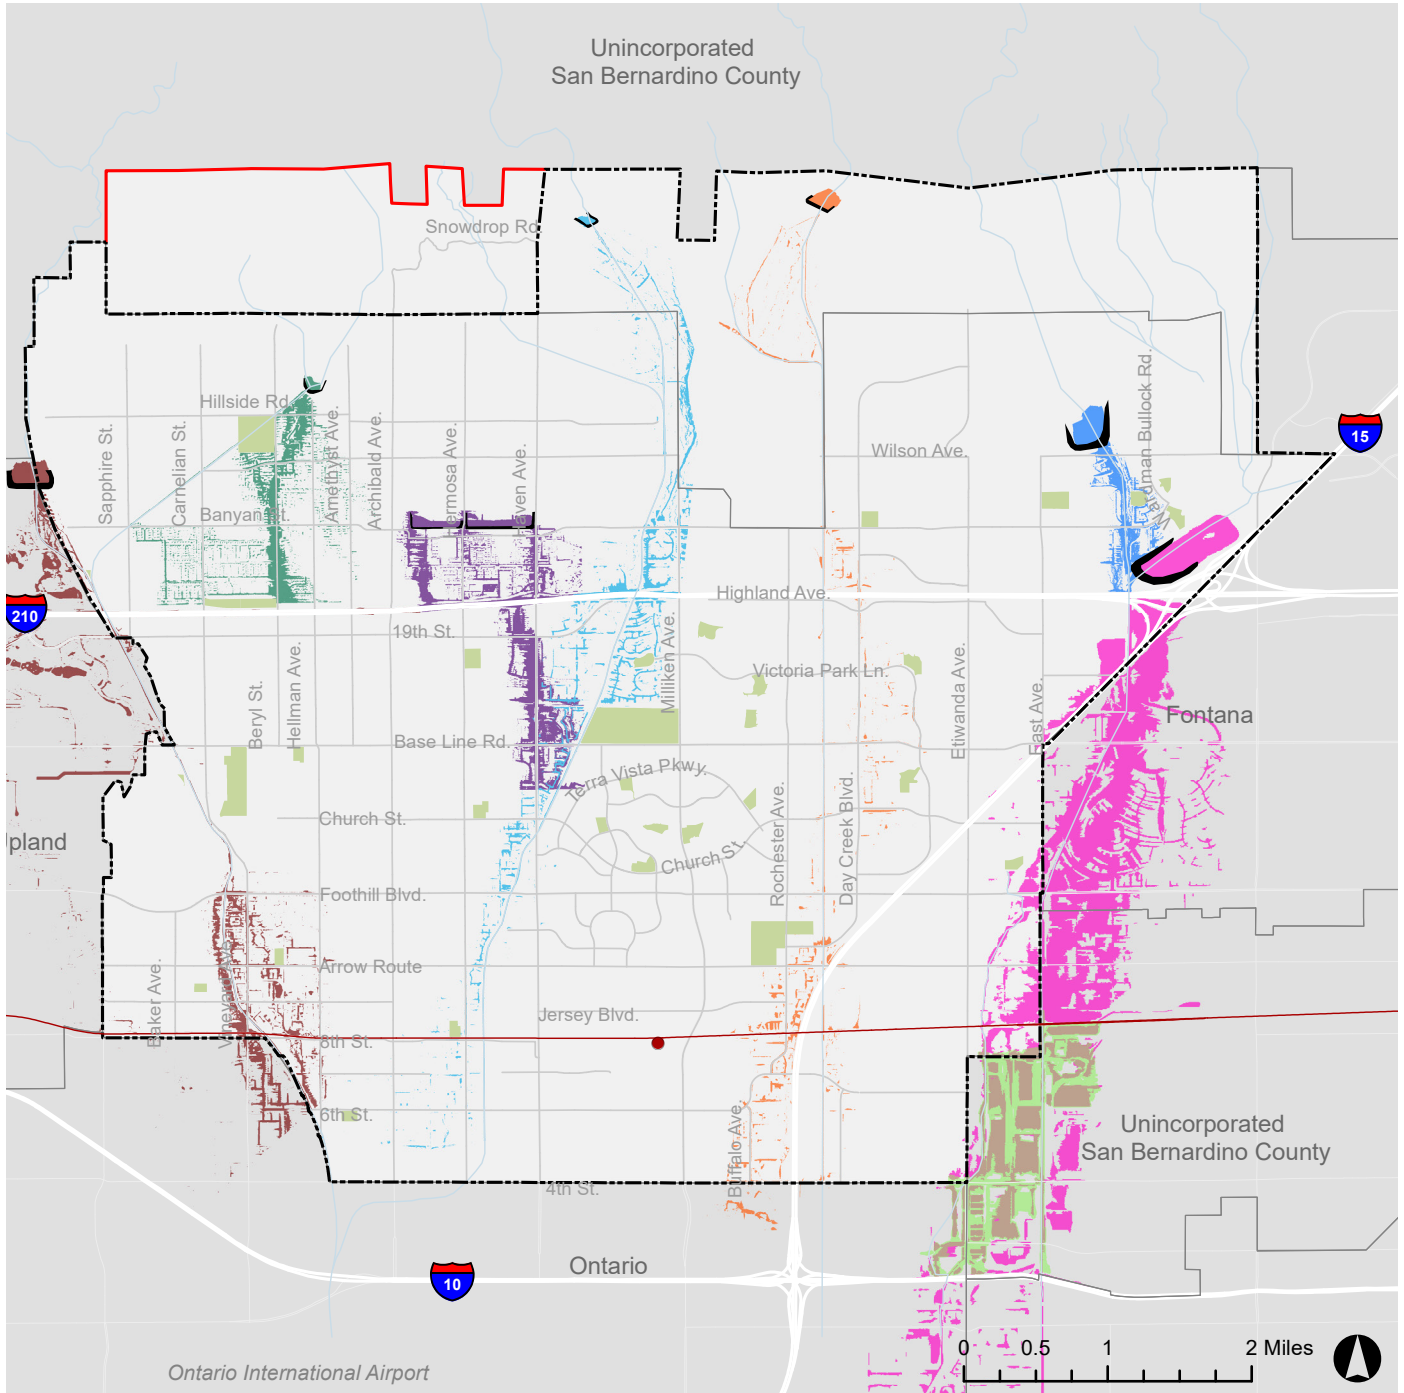 Unincorporated
San Bernardino County
Snowdrop Rd.
Hillside Rd.
Sapphire St.
Carnelian St.
Amethyst Ave.
Archibald Ave.
Hermosa Ave.
Haven Ave.
Wilson Ave.
Wardman Bullock Rd.
15
Banyan St.
210
Highland Ave.
19th St.
Milliken Ave.
Victoria Park Ln.
Beryl St.
Hellman Ave.
Etiwanda Ave.
East Ave.
Fontana
Base Line Rd.
Terra Vista Pkwy.
Church St.
Upland
Church St.
Rochester Ave.
Day Creek Blvd.
Foothill Blvd.
Arrow Route
Baker Ave.
Vineyard Ave.
Jersey Blvd.
8th St.
6th St.
Buffalo Ave.
Unincorporated
San Bernardino County
4th St.
Ontario
10
Ontario International Airport
0 0.5 1 2 Miles